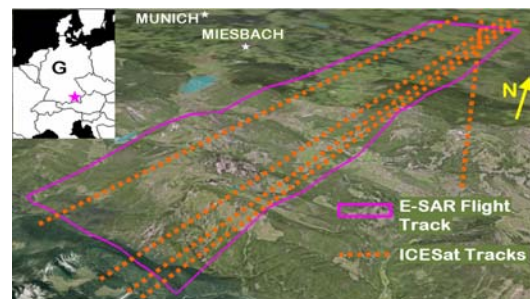 MUNICH
MIESBACH
G
N
E-SAR Flight
Track
ICESat Tracks